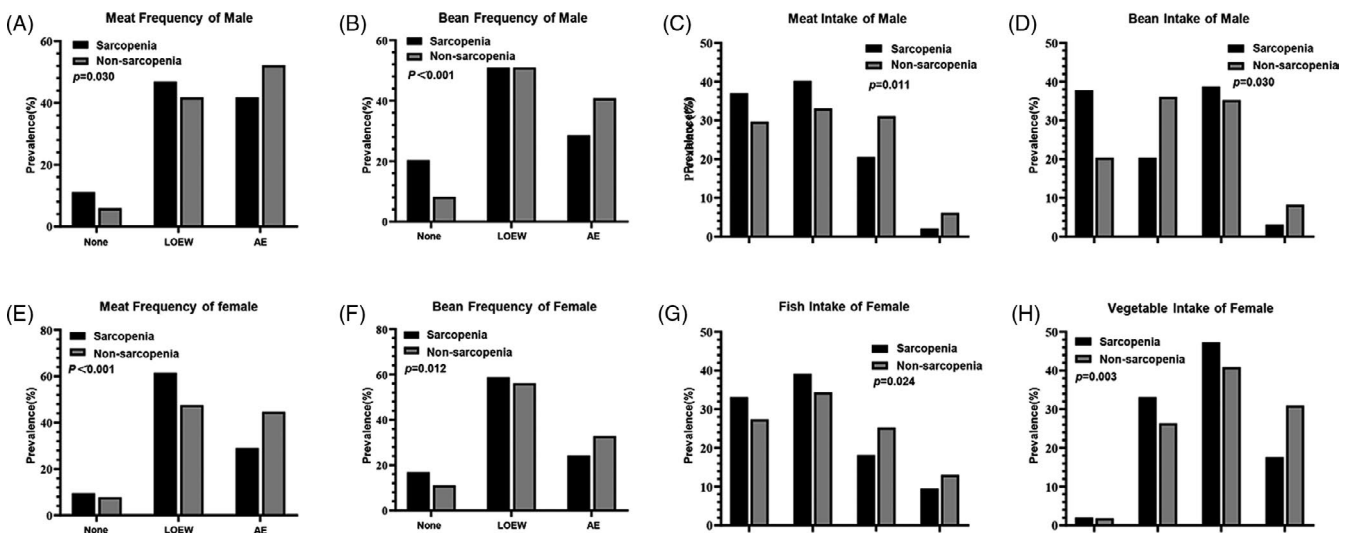 (A)
Meat Frequency of Male
60
40
20
0
Prevalence(%)
Sarcopenia
Non-sarcopenia
p=0.030
None LOEW AE
(B)
Bean Frequency of Male
60
40
20
0
Prevalence(%)
Sarcopenia
Non-sarcopenia
P<0.001
None LOEW AE
(C)
Meat Intake of Male
50
40
30
20
10
0
Prevalence(%)
Sarcopenia
Non-sarcopenia
p=0.011
(D)
Bean Intake of Male
50
40
30
20
10
0
Prevalence(%)
Sarcopenia
Non-sarcopenia
p=0.030
(E)
Meat Frequency of female
80
60
40
20
0
Prevalence(%)
Sarcopenia
Non-sarcopenia
P<0.001
None LOEW AE
(F)
Bean Frequency of Female
80
60
40
20
0
Prevalence(%)
Sarcopenia
Non-sarcopenia
p=0.012
None LOEW AE
(G)
Fish Intake of Female
50
40
30
20
10
0
Prevalence(%)
Sarcopenia
Non-sarcopenia
p=0.024
(H)
Vegetable Intake of Female
50
40
30
20
10
0
Prevalence(%)
Sarcopenia
Non-sarcopenia
p=0.003